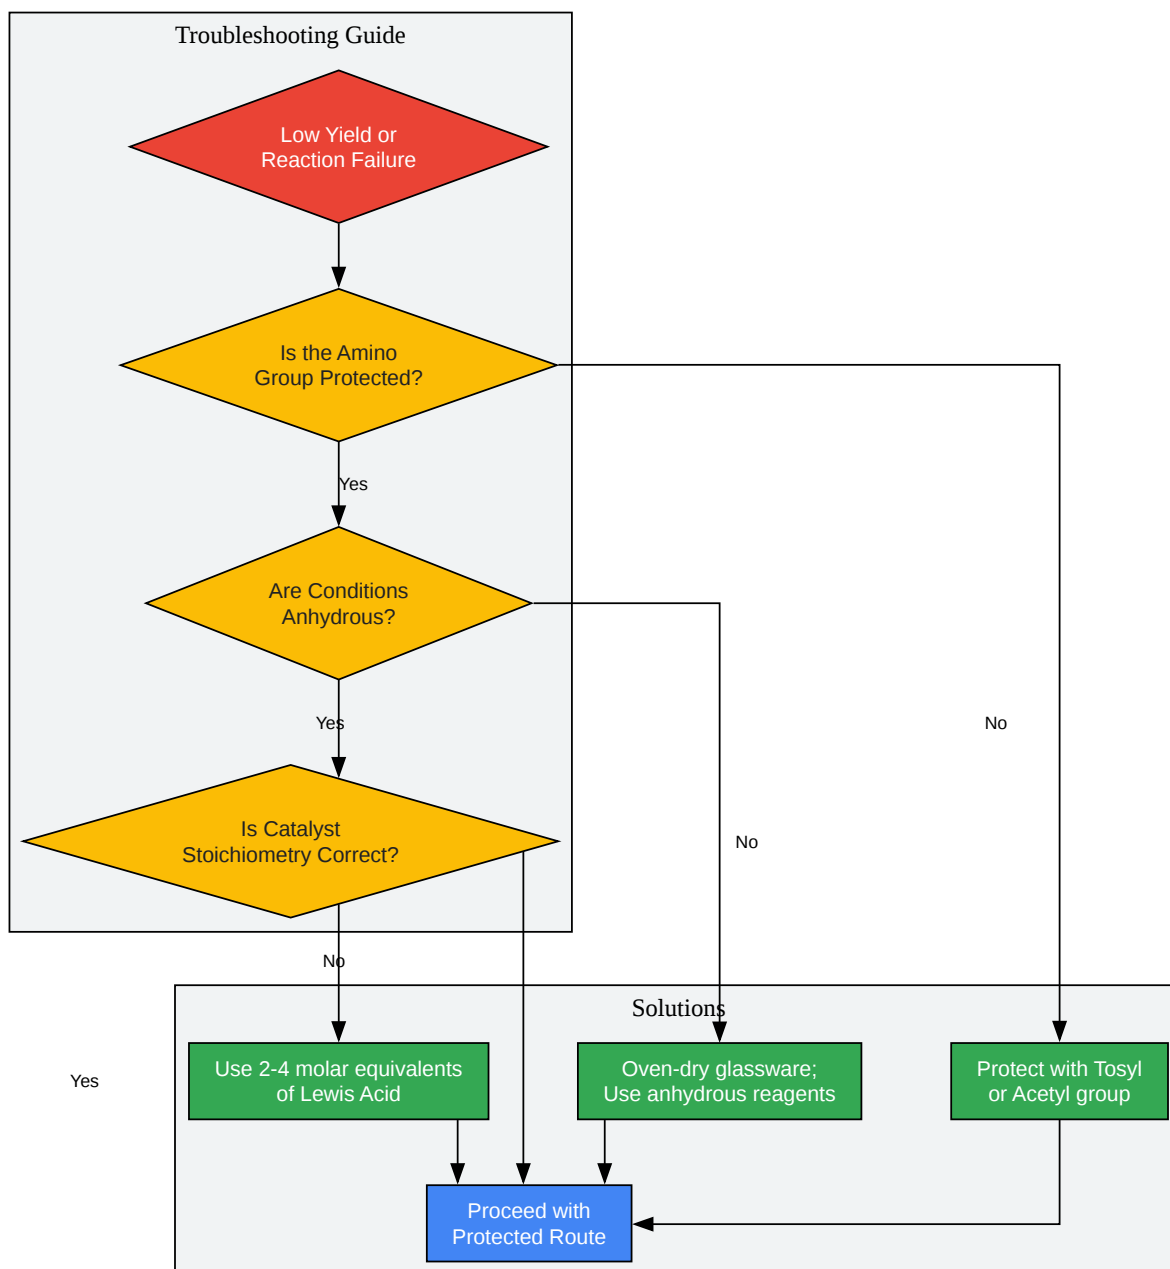 Troubleshooting Guide
Low Yield or
Reaction Failure
Is the Amino
Group Protected?
Yes
Are Conditions
Anhydrous?
Yes
No
Is Catalyst
Stoichiometry Correct?
No
No
Solutions
Use 2-4 molar equivalents
of Lewis Acid
Oven-dry glassware;
Use anhydrous reagents
Protect with Tosyl
or Acetyl group
Yes
Proceed with
Protected Route